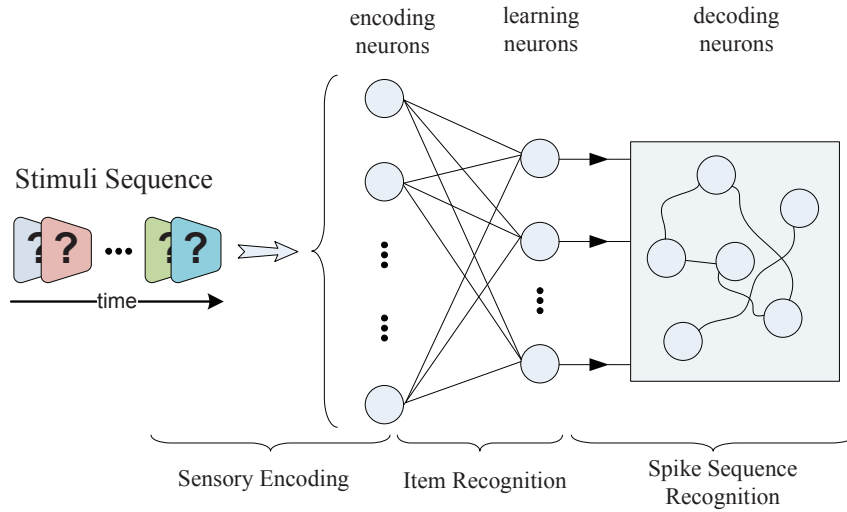 encoding
neurons
learning
neurons
decoding
neurons
Stimuli Sequence
? ? ... ? ?
time
Sensory Encoding
Item Recognition
Spike Sequence
Recognition